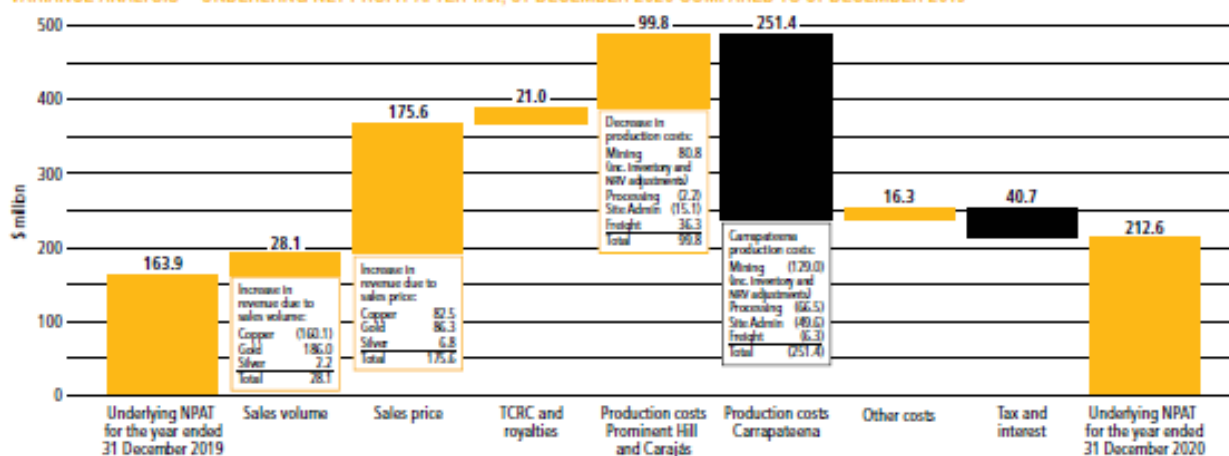 500
400
300
200
100
0
$ million
163.9
28.1
175.6
21.0
99.8
251.4
16.3
40.7
212.6
Increase in
revenue due to
sales volume:
Copper (160.1)
Gold 186.0
Silver 2.2
Total 28.1
Increase in
revenue due to
sales price:
Copper 82.5
Gold 86.3
Silver 6.8
Total 175.6
Decrease in
production costs:
Mining 80.8
(inc. Inventory and
NRV adjustments)
Processing (2.2)
Site Admin (15.1)
Freight 36.3
Total 99.8
Carrapateena
production costs:
Mining (129.0)
(inc. Inventory and
NRV adjustments)
Processing (66.5)
Site Admin (49.6)
Freight (6.3)
Total (251.4)
Underlying NPAT
for the year ended
31 December 2019
Sales volume
Sales price
TCRC and
royalties
Production costs
Prominent Hill
and Carajás
Production costs
Carrapateena
Other costs
Tax and
interest
Underlying NPAT
for the year ended
31 December 2020